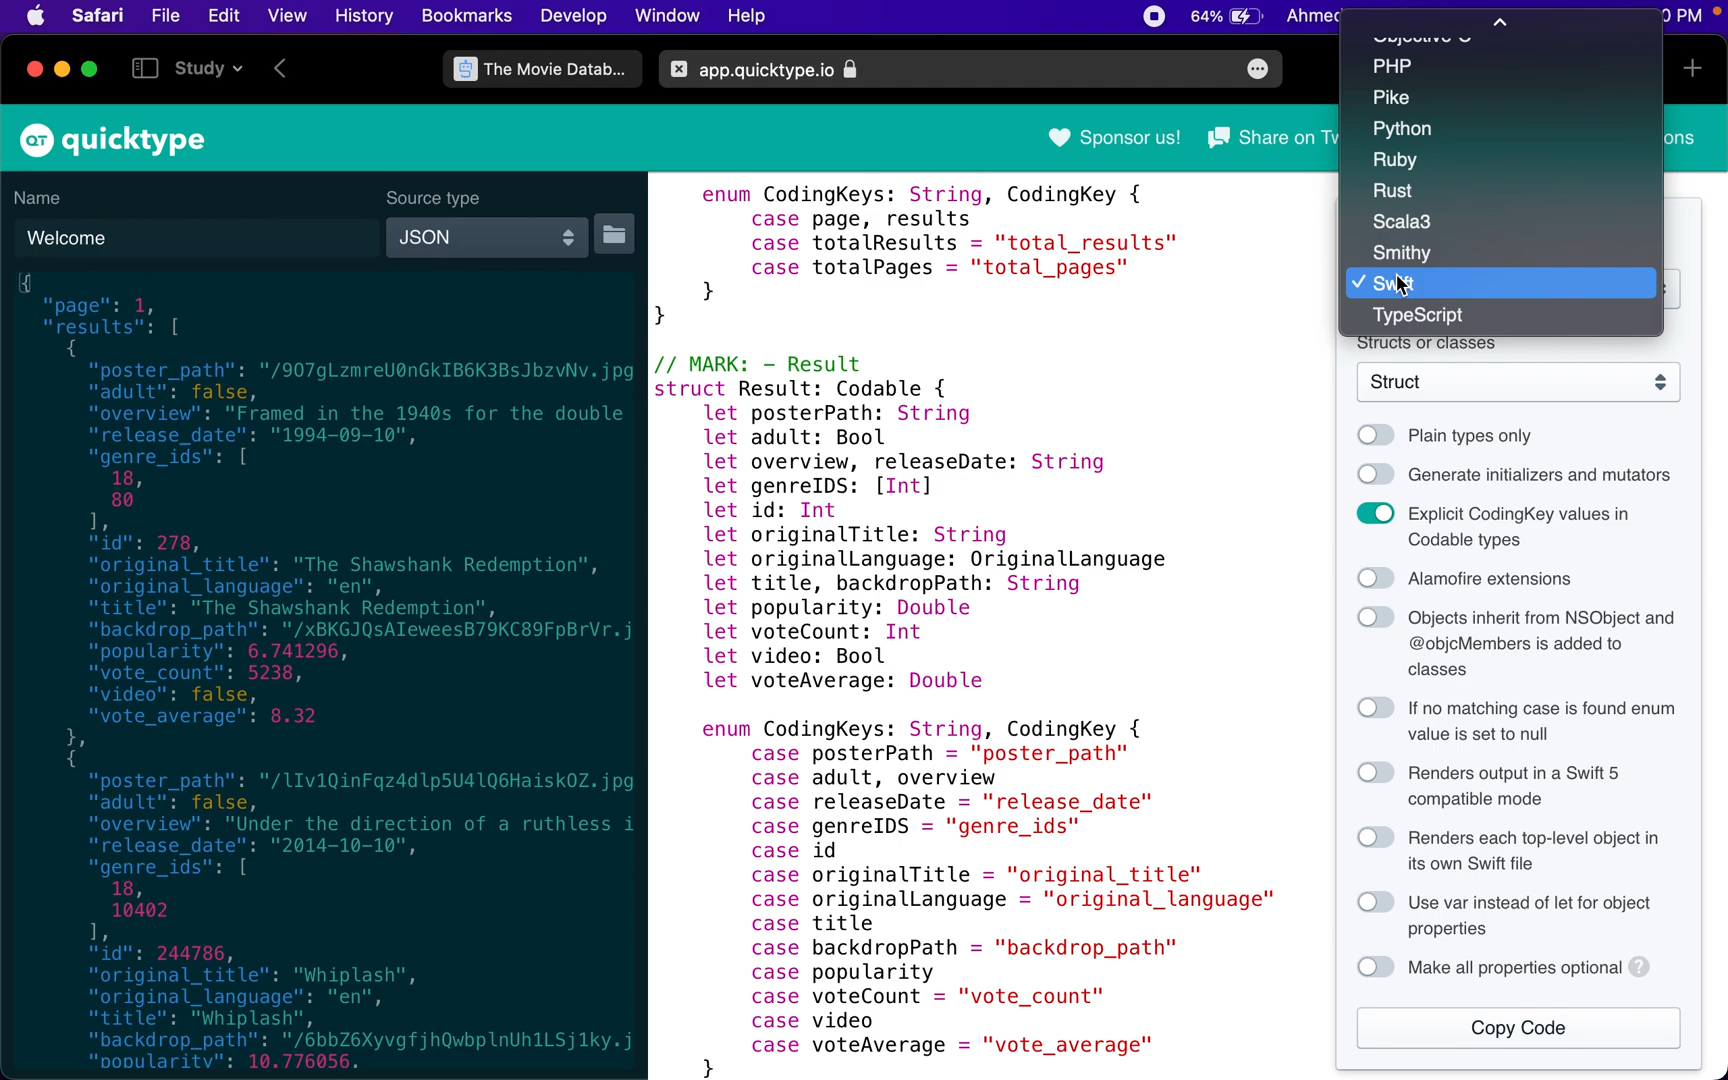 Safari File Edit View History Bookmarks Develop Window Help 64% Ahmed PM
Study The Movie Datab... app.quicktype.io
QT quicktype Sponsor us! Share on Tw ons
Name Source type
Welcome JSON
{
"page": 1,
"results": [
{
"poster_path": "/9O7gLzmreU0nGkIB6K3BsJbzvNv.jpg
"adult": false,
"overview": "Framed in the 1940s for the double
"release_date": "1994-09-10",
"genre_ids": [
18,
80
],
"id": 278,
"original_title": "The Shawshank Redemption",
"original_language": "en",
"title": "The Shawshank Redemption",
"backdrop_path": "/xBKGJQsAIeweesB79KC89FpBrVr.j
"popularity": 6.741296,
"vote_count": 5238,
"video": false,
"vote_average": 8.32
},
{
"poster_path": "/lIv1QinFqz4dlp5U4lQ6HaiskOZ.jpg
"adult": false,
"overview": "Under the direction of a ruthless i
"release_date": "2014-10-10",
"genre_ids": [
18,
10402
],
"id": 244786,
"original_title": "Whiplash",
"original_language": "en",
"title": "Whiplash",
"backdrop_path": "/6bbZ6XyvgfjhQwbplnUh1LSj1ky.j
"popularity": 10.776056,
enum CodingKeys: String, CodingKey {
case page, results
case totalResults = "total_results"
case totalPages = "total_pages"
}
}
// MARK: - Result
struct Result: Codable {
let posterPath: String
let adult: Bool
let overview, releaseDate: String
let genreIDS: [Int]
let id: Int
let originalTitle: String
let originalLanguage: OriginalLanguage
let title, backdropPath: String
let popularity: Double
let voteCount: Int
let video: Bool
let voteAverage: Double
enum CodingKeys: String, CodingKey {
case posterPath = "poster_path"
case adult, overview
case releaseDate = "release_date"
case genreIDS = "genre_ids"
case id
case originalTitle = "original_title"
case originalLanguage = "original_language"
case title
case backdropPath = "backdrop_path"
case popularity
case voteCount = "vote_count"
case video
case voteAverage = "vote_average"
}
Objective-C
PHP
Pike
Python
Ruby
Rust
Scala3
Smithy
Swift
TypeScript
Structs or classes
Struct
Plain types only
Generate initializers and mutators
Explicit CodingKey values in
Codable types
Alamofire extensions
Objects inherit from NSObject and
@objcMembers is added to
classes
If no matching case is found enum
value is set to null
Renders output in a Swift 5
compatible mode
Renders each top-level object in
its own Swift file
Use var instead of let for object
properties
Make all properties optional ?
Copy Code